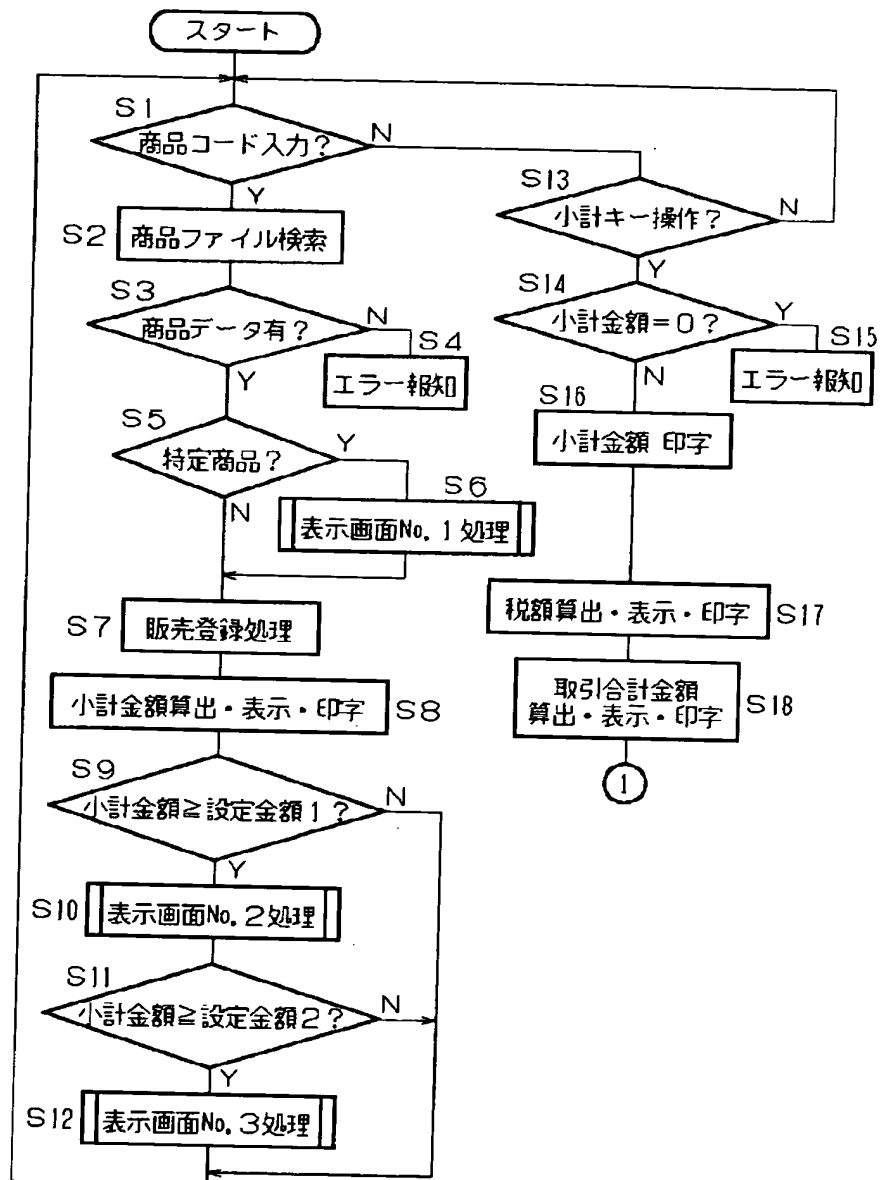 スタート
S1
商品コード入力?
N
Y
S2
商品ファイル検索
S3
商品データ有?
N
Y
S4
エラー報知
S5
特定商品?
Y
N
S6
表示画面No.1処理
S7
販売登録処理
小計金額算出・表示・印字
S8
S9
小計金額≧設定金額1?
N
Y
S10
表示画面No.2処理
S11
小計金額≧設定金額2?
N
Y
S12
表示画面No.3処理
S13
小計キー操作?
N
Y
S14
小計金額=0?
Y
N
S15
エラー報知
S16
小計金額 印字
税額算出・表示・印字
S17
取引合計金額
算出・表示・印字
S18
1